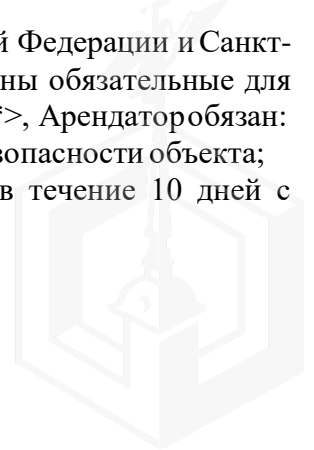 й Федерации и Санкт-
ны обязательные для
>, Арендатор обязан:
зопасности объекта;
в течение 10 дней с